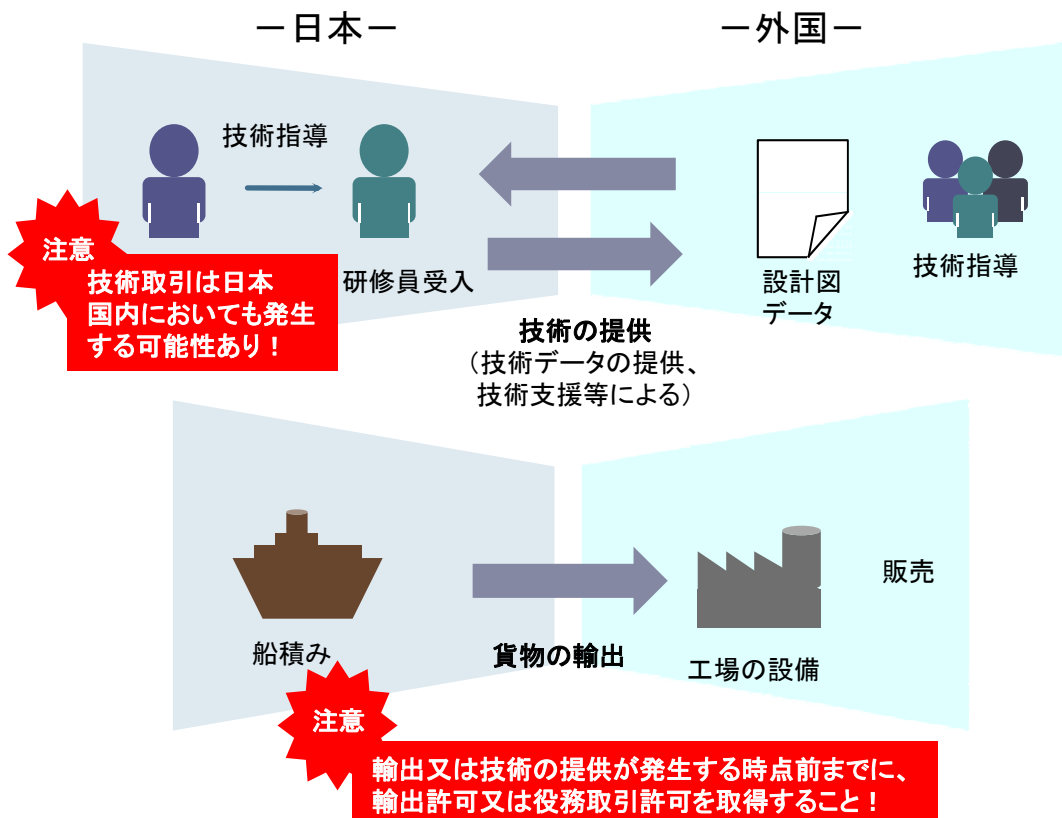 －日本－
－外国－
技術指導
注意
技術取引は日本
国内においても発生
する可能性あり！
研修員受入
設計図
データ
技術指導
技術の提供
（技術データの提供、
技術支援等による）
船積み
貨物の輸出
工場の設備
販売
注意
輸出又は技術の提供が発生する時点前までに、
輸出許可又は役務取引許可を取得すること！